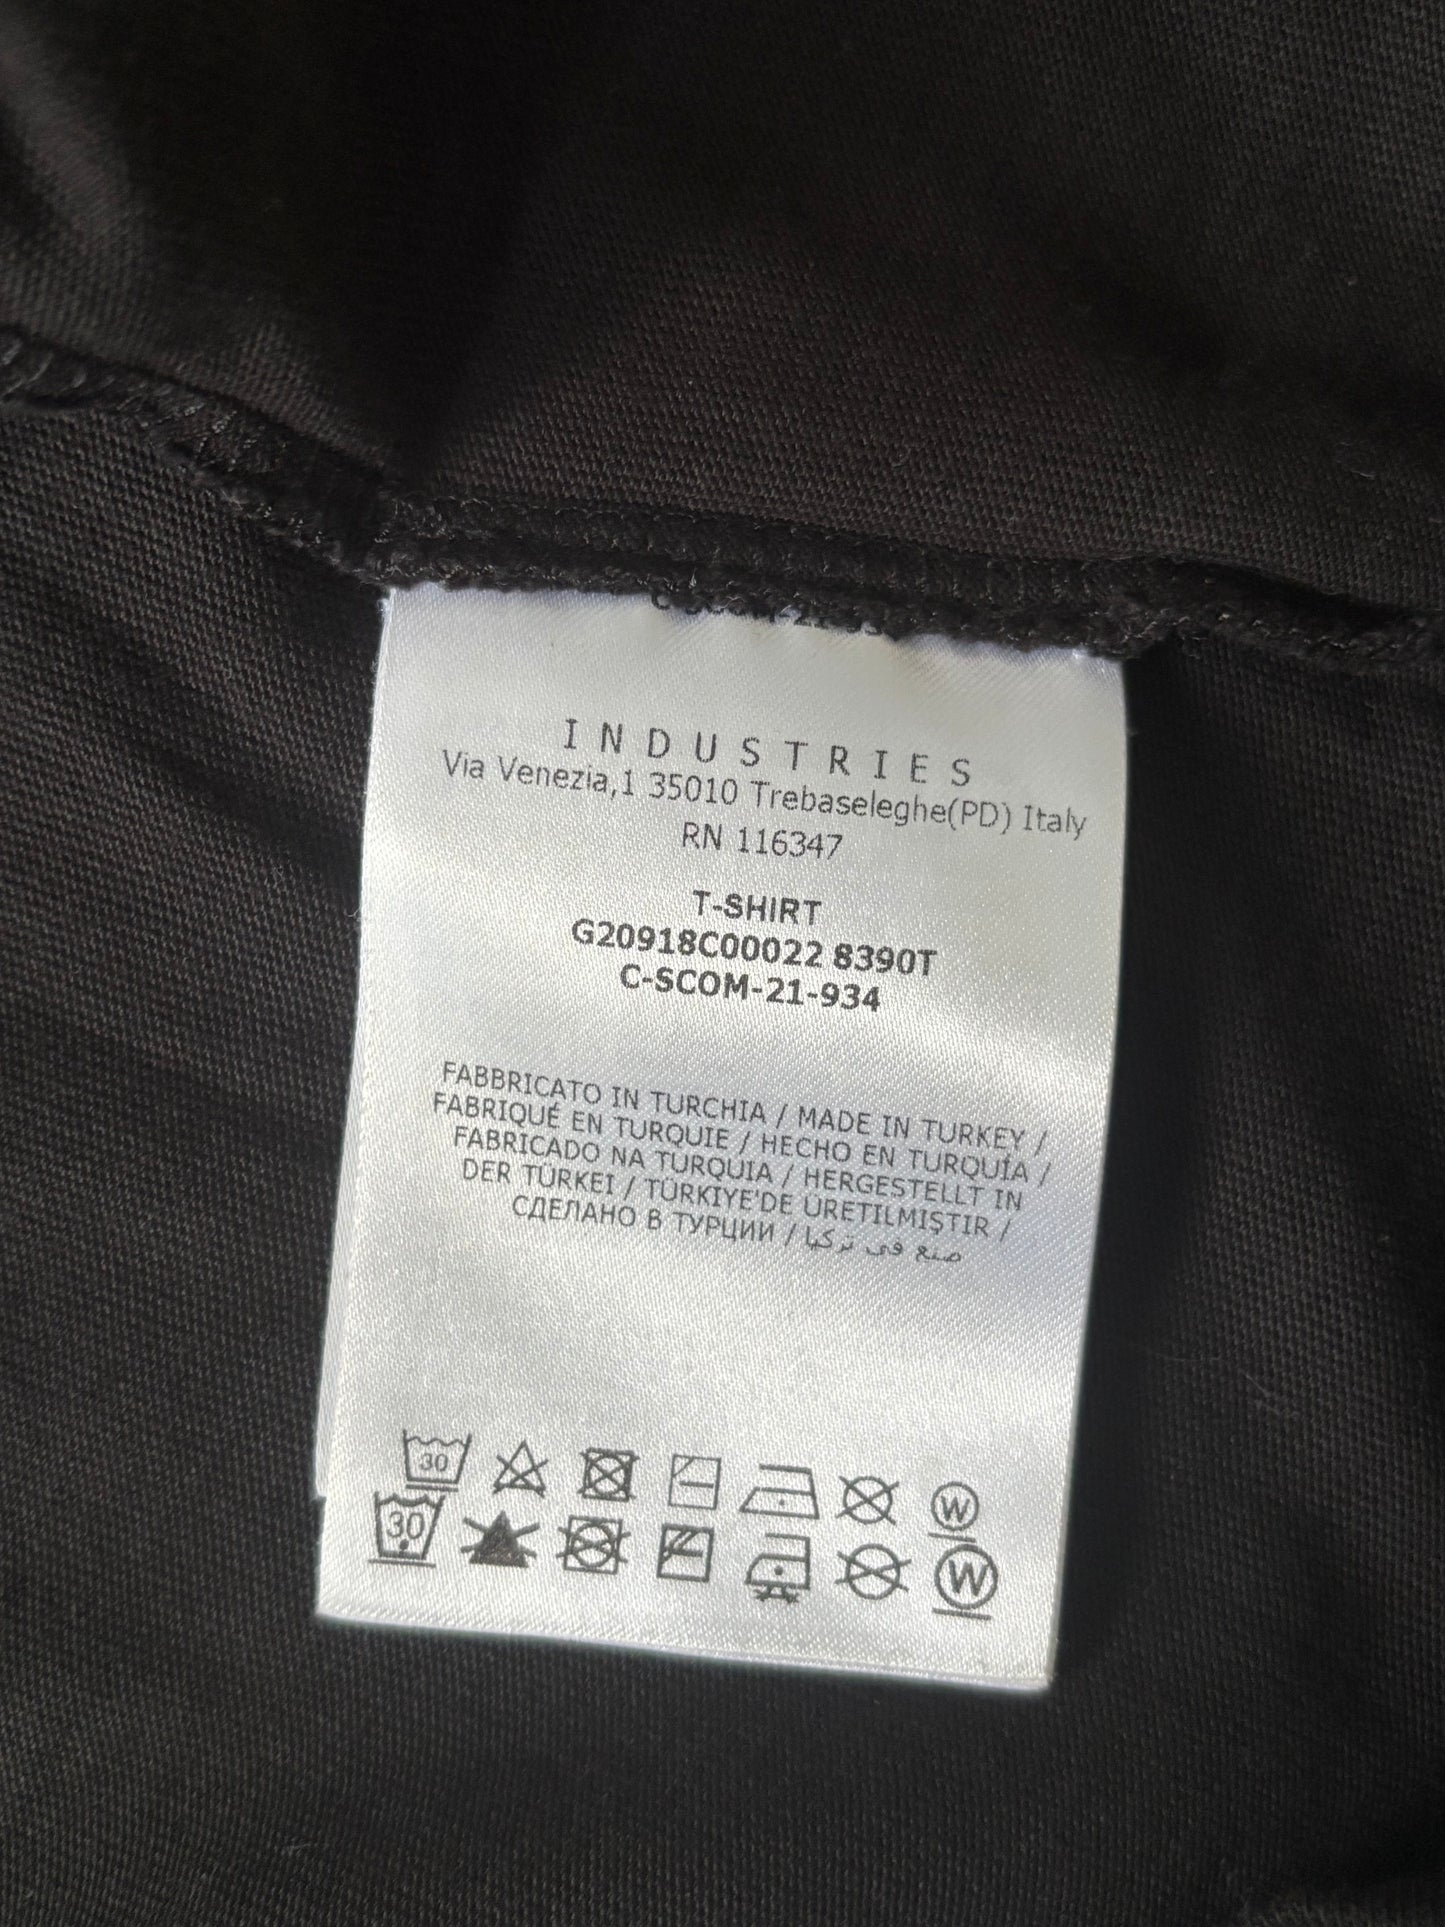 INDUSTRIES
Via Venezia,1 35010 Trebaseleghe(PD) Italy
RN 116347
T-SHIRT
G20918C00022 8390T
C-SCOM-21-934
FABBRICATO IN TURCHIA / MADE IN TURKEY /
FABRIQUÉ EN TURQUIE / HECHO EN TURQUÍA /
FABRICADO NA TURQUIA / HERGESTELLT IN
DER TÜRKEI / TÜRKIYE'DE ÜRETILMIŞTIR /
СДЕЛАНО В ТУРЦИИ / صنع في تركيا
30 W
30 W